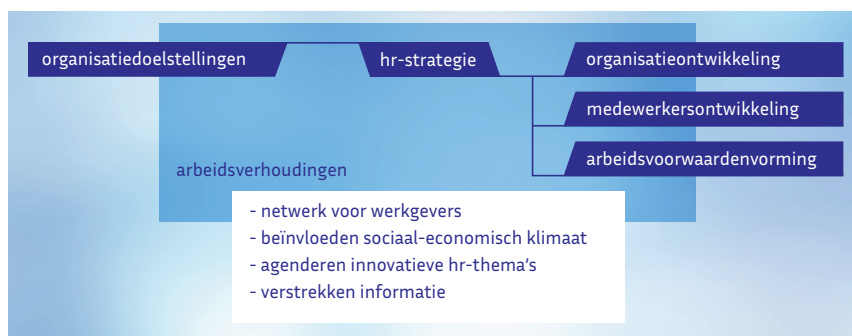 organisatiedoelstellingen
hr-strategie
organisatieontwikkeling
medewerkersontwikkeling
arbeidsvoorwaardenvorming
arbeidsverhoudingen
- netwerk voor werkgevers
- beïnvloeden sociaal-economisch klimaat
- agenderen innovatieve hr-thema’s
- verstrekken informatie